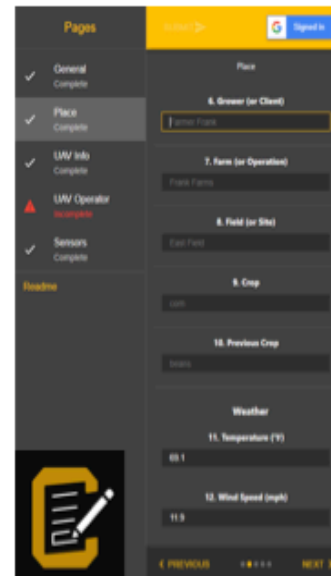 Pages
General
Complete
Place
Complete
UAV Info
Complete
UAV Operator
Incomplete
Sensors
Complete
Readme
SUBMIT
G Signed in
Place
6. Grower (or Client)
Farmer Frank
7. Farm (or Operation)
Frank Farms
8. Field (or Site)
East Field
9. Crop
corn
10. Previous Crop
beans
Weather
11. Temperature (°F)
69.1
12. Wind Speed (mph)
11.9
PREVIOUS
NEXT